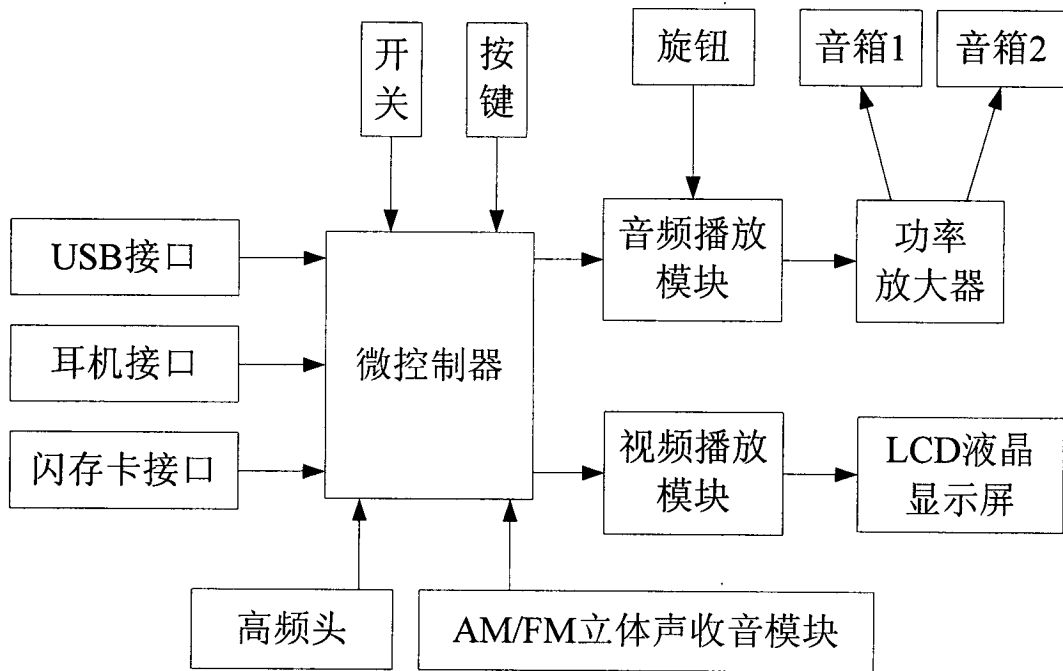 开
关
按
键
旋钮
音箱1
音箱2
USB接口
耳机接口
闪存卡接口
微控制器
音频播放
模块
功率
放大器
视频播放
模块
LCD液晶
显示屏
高频头
AM/FM立体声收音模块